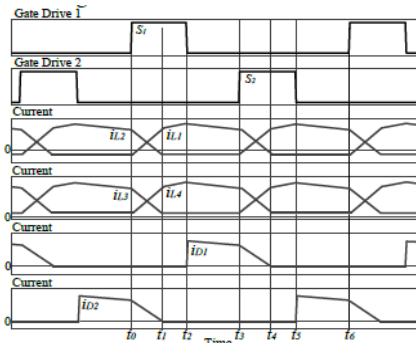 Gate Drive 1
S1
Gate Drive 2
S2
Current
0
iL2
iL1
Current
0
iL3
iL4
Current
0
iD1
Current
0
iD2
t0
t1
t2
t3
t4
t5
t6
Time